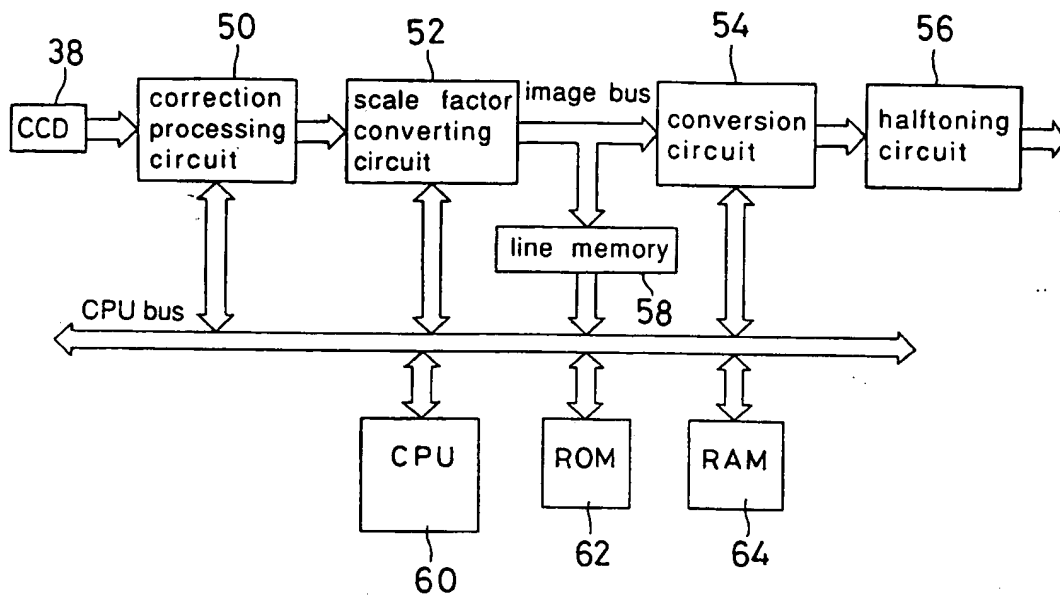 50
52
54
56
38
CCD
correction
processing
circuit
scale factor
converting
circuit
image bus
conversion
circuit
halftoning
circuit
line memory
58
CPU bus
CPU
ROM
RAM
60
62
64